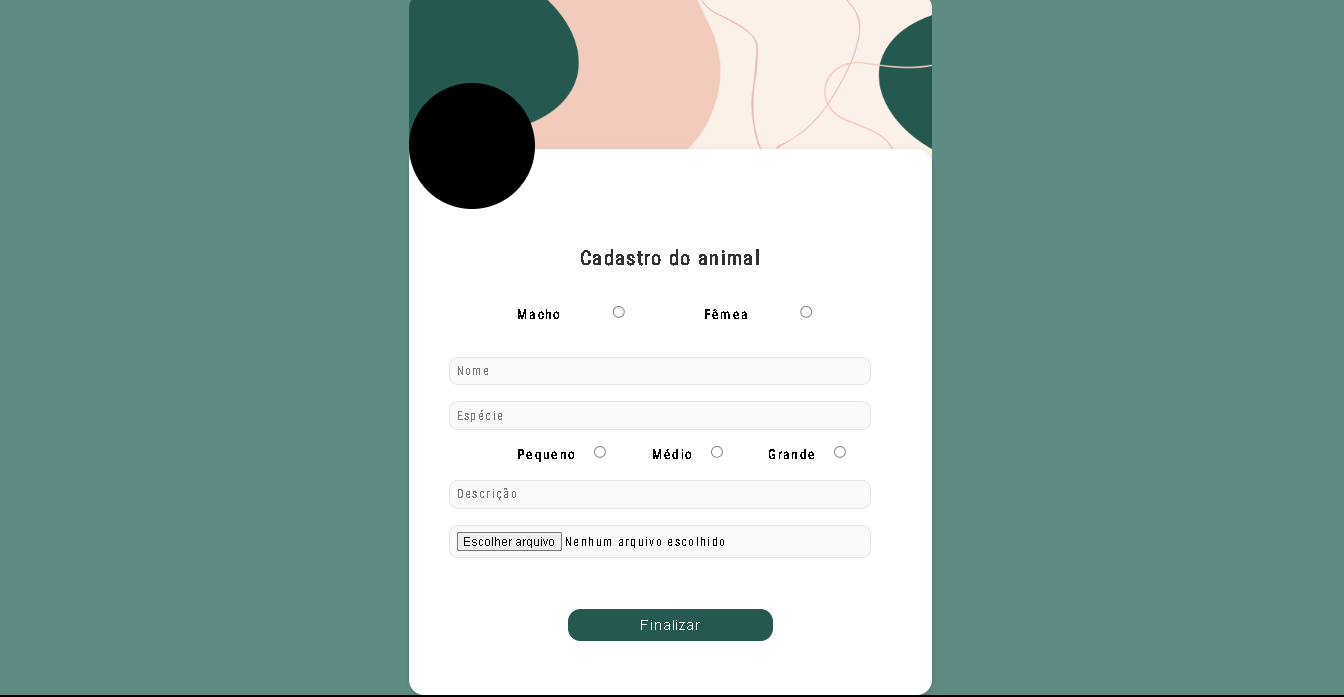 Cadastro do animal
Macho Fêmea
Nome
Espécie
Pequeno Médio Grande
Descrição
Escolher arquivo Nenhum arquivo escolhido
Finalizar